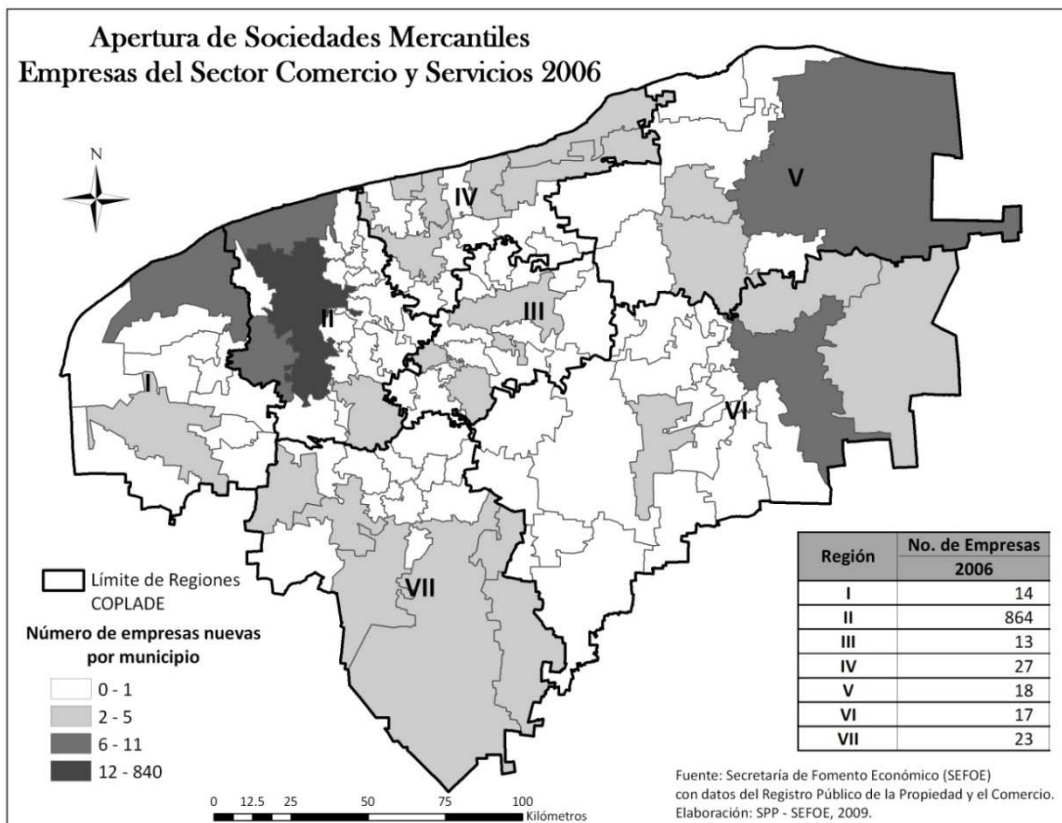 Apertura de Sociedades Mercantiles
Empresas del Sector Comercio y Servicios 2006
N
IV
V
II
III
I
VI
VII
Límite de Regiones
COPLADE
Número de empresas nuevas
por municipio
0 - 1
2 - 5
6 - 11
12 - 840
0 12.5 25 50 75 100
Kilómetros
Región No. de Empresas
2006
I 14
II 864
III 13
IV 27
V 18
VI 17
VII 23
Fuente: Secretaría de Fomento Económico (SEFOE)
con datos del Registro Público de la Propiedad y el Comercio.
Elaboración: SPP - SEFOE, 2009.